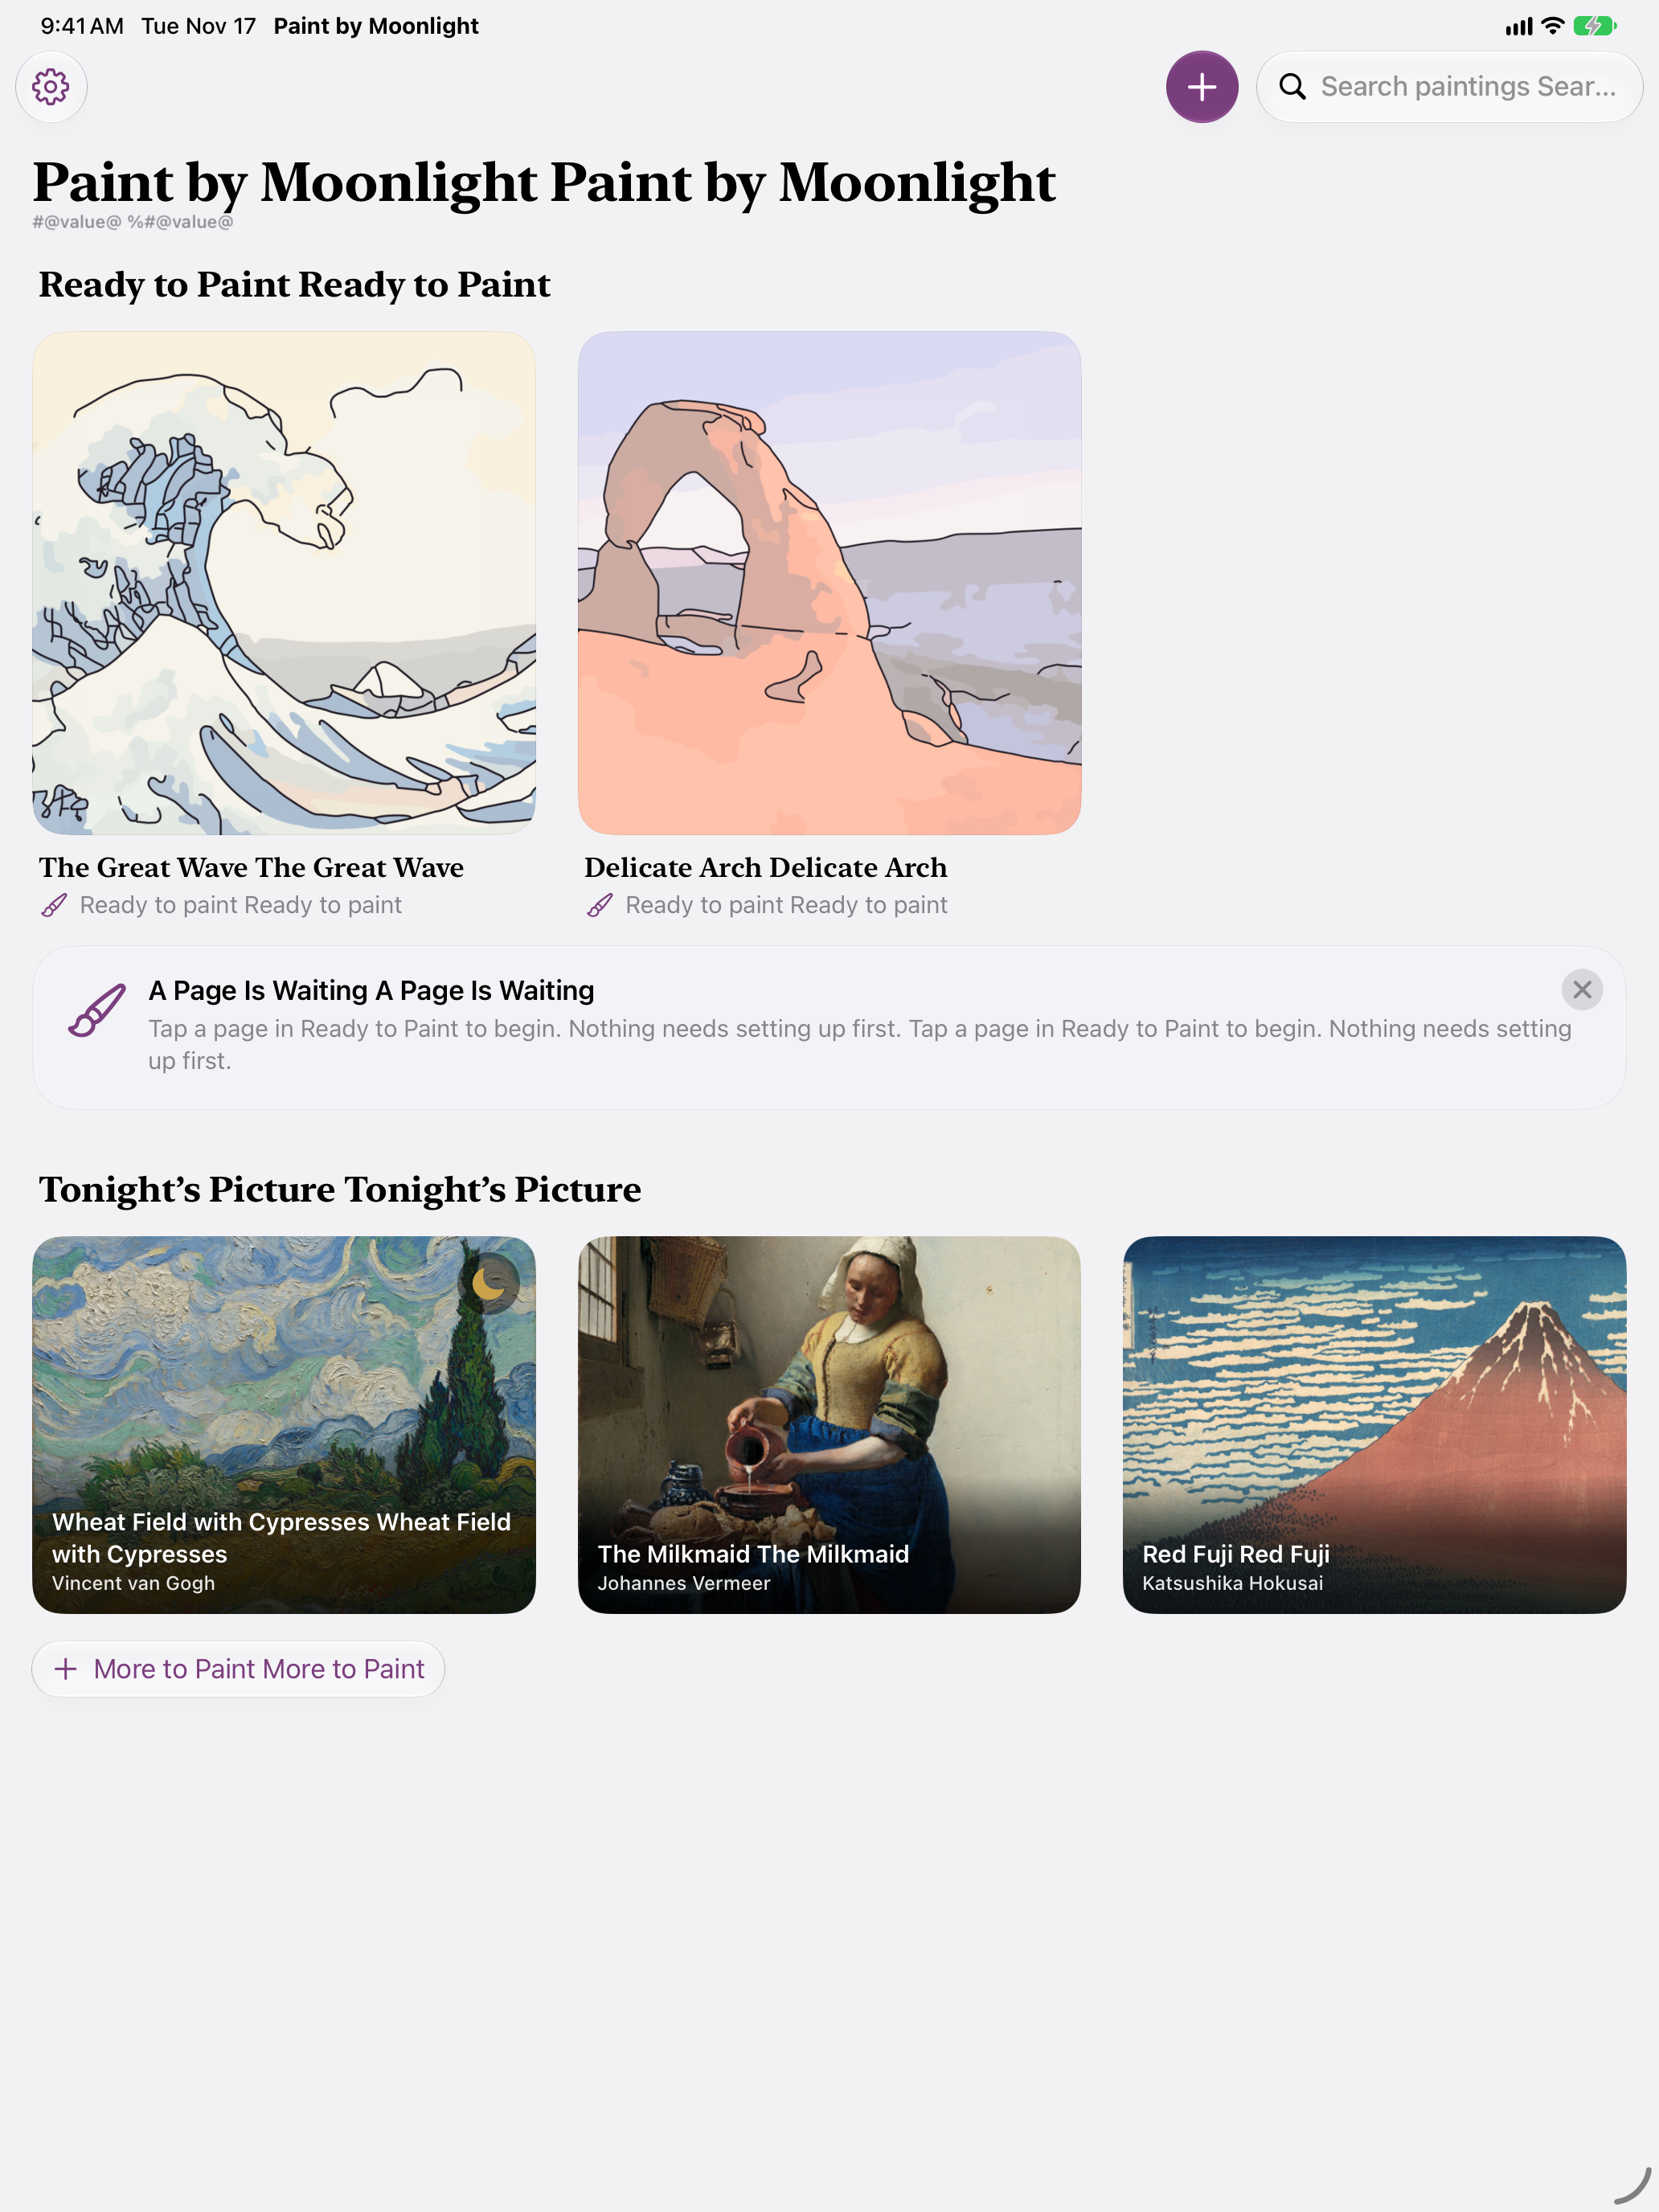 9:41 AM Tue Nov 17 Paint by Moonlight
Search paintings Sear...
Paint by Moonlight Paint by Moonlight
#@value@ %#@value@
Ready to Paint Ready to Paint
The Great Wave The Great Wave
Ready to paint Ready to paint
Delicate Arch Delicate Arch
Ready to paint Ready to paint
A Page Is Waiting A Page Is Waiting
Tap a page in Ready to Paint to begin. Nothing needs setting up first. Tap a page in Ready to Paint to begin. Nothing needs setting
up first.
Tonight’s Picture Tonight’s Picture
Wheat Field with Cypresses Wheat Field
with Cypresses
Vincent van Gogh
The Milkmaid The Milkmaid
Johannes Vermeer
Red Fuji Red Fuji
Katsushika Hokusai
More to Paint More to Paint